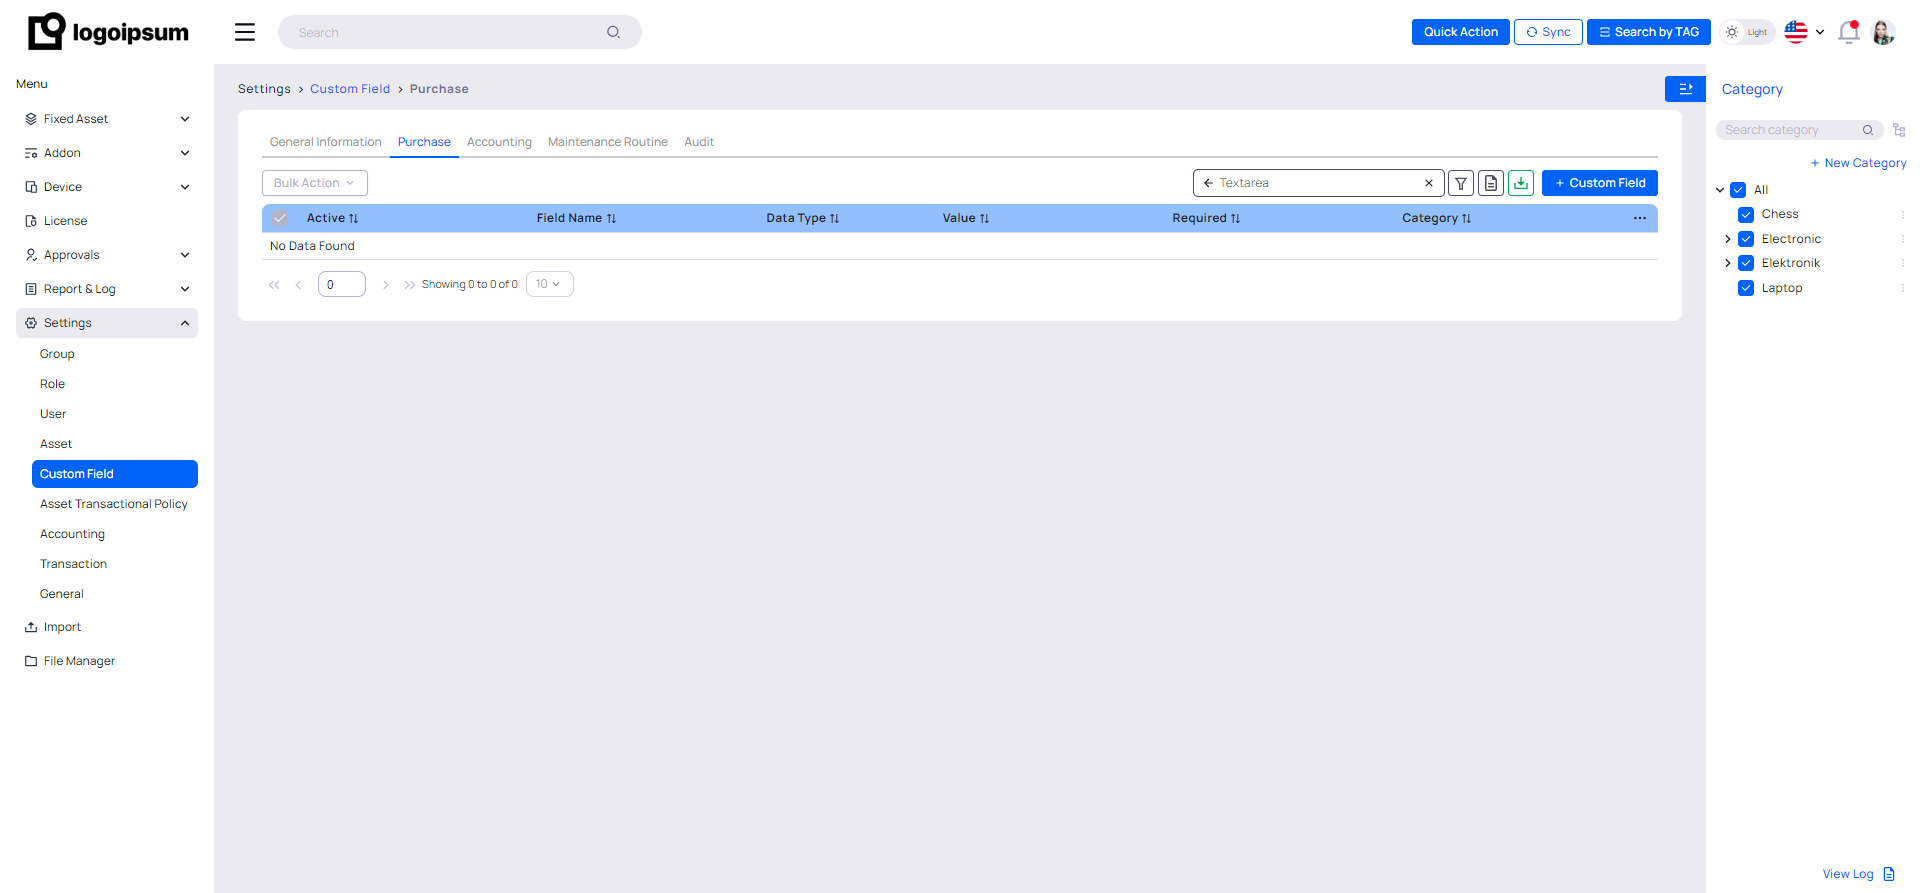 logoipsum
Search
Quick Action
Sync
Search by TAG
Light
Menu
Fixed Asset
Addon
Device
License
Approvals
Report & Log
Settings
Group
Role
User
Asset
Custom Field
Asset Transactional Policy
Accounting
Transaction
General
Import
File Manager
Settings > Custom Field > Purchase
General Information Purchase Accounting Maintenance Routine Audit
Bulk Action
Textarea
+ Custom Field
Active Field Name Data Type Value Required Category ...
No Data Found
0 Showing 0 to 0 of 0 10
Category
Search category
+ New Category
All
Chess
Electronic
Elektronik
Laptop
View Log